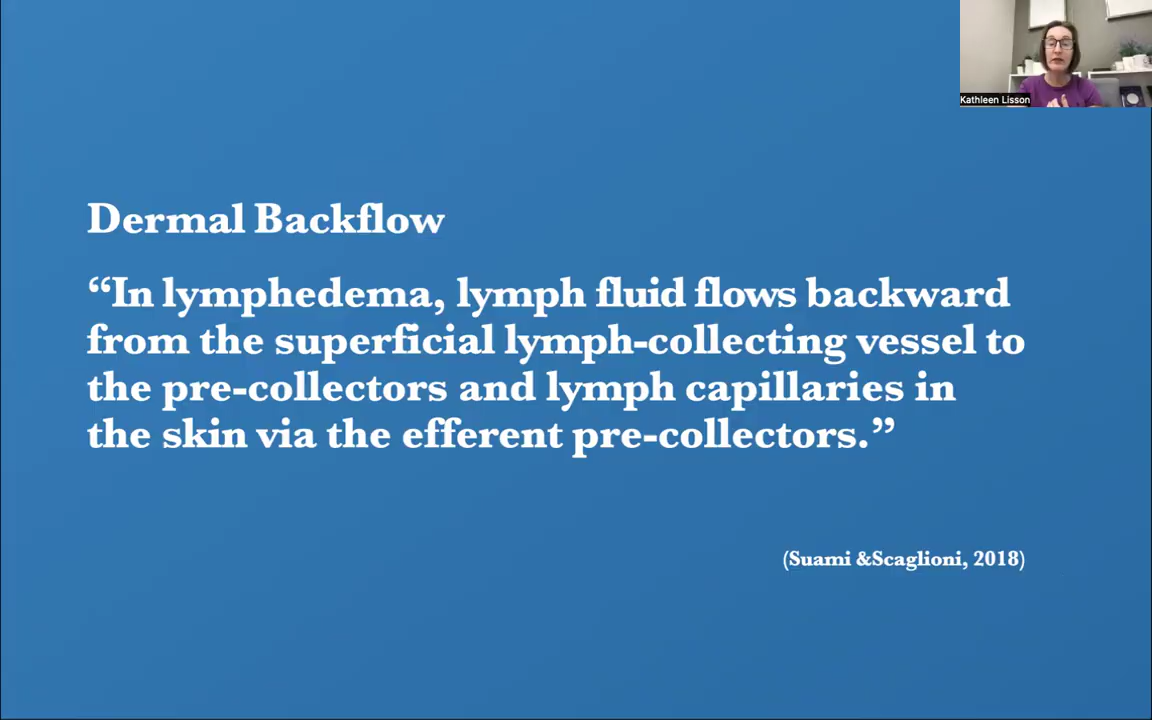 Kathleen Lisson
Dermal Backflow
“In lymphedema, lymph fluid flows backward
from the superficial lymph-collecting vessel to
the pre-collectors and lymph capillaries in
the skin via the efferent pre-collectors.”
(Suami &Scaglioni, 2018)